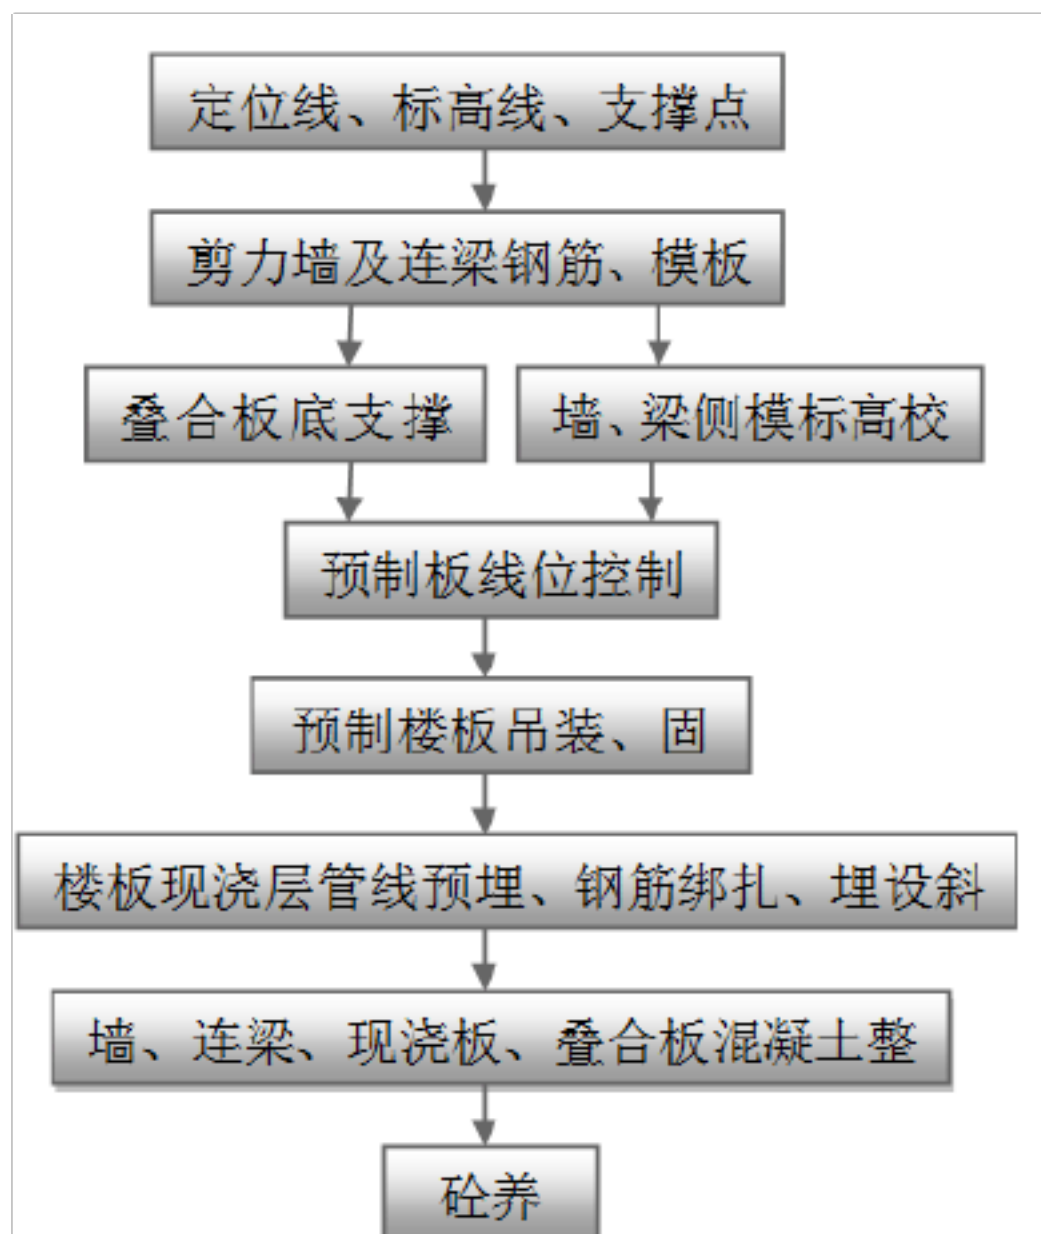 定位线、标高线、支撑点
剪力墙及连梁钢筋、模板
叠合板底支撑
墙、梁侧模标高校
预制板线位控制
预制楼板吊装、固
楼板现浇层管线预埋、钢筋绑扎、埋设斜
墙、连梁、现浇板、叠合板混凝土整
砼养